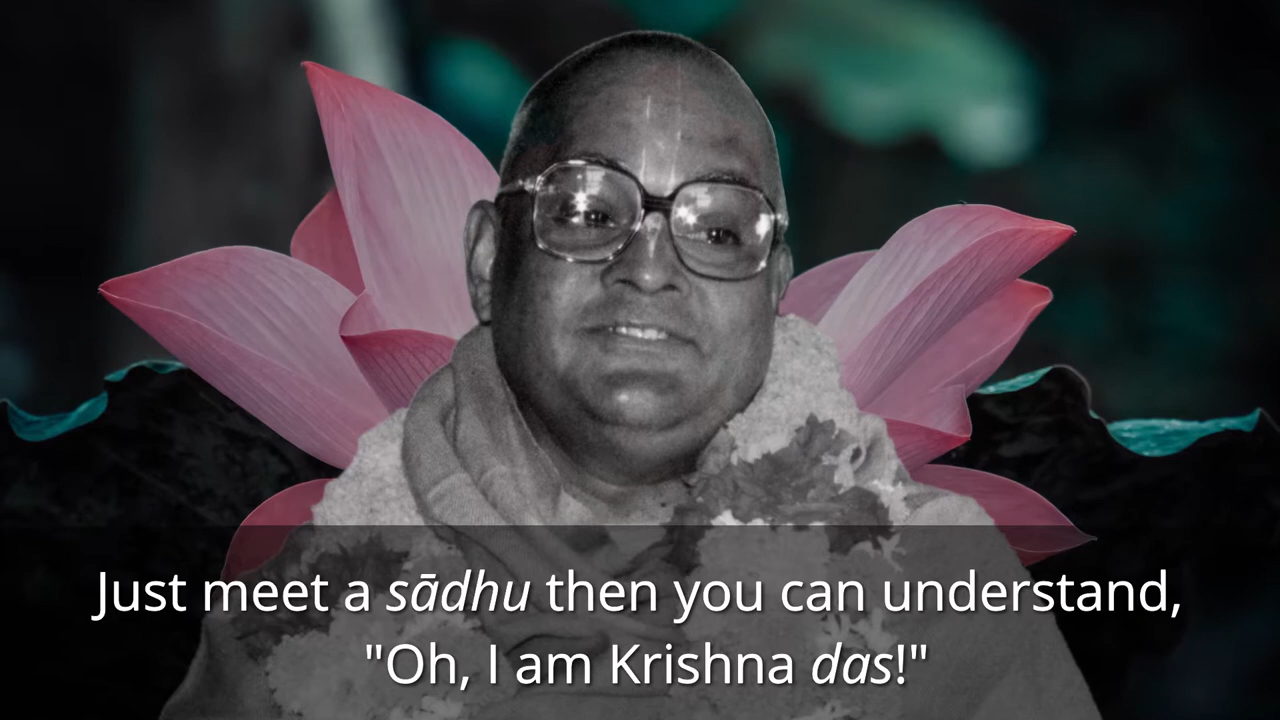 Just meet a sādhu then you can understand,
"Oh, I am Krishna das!"